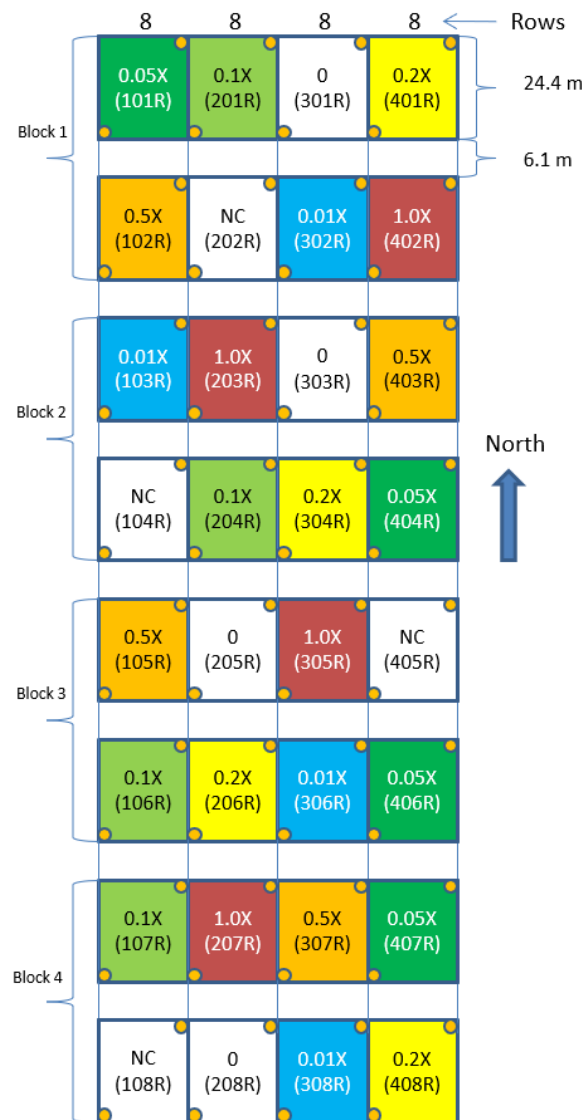 8 8 8 8 Rows
0.05X 0.1X 0 0.2X
(101R) (201R) (301R) (401R)
24.4 m
Block 1
6.1 m
0.5X NC 0.01X 1.0X
(102R) (202R) (302R) (402R)
0.01X 1.0X 0 0.5X
(103R) (203R) (303R) (403R)
Block 2
North
NC 0.1X 0.2X 0.05X
(104R) (204R) (304R) (404R)
0.5X 0 1.0X NC
(105R) (205R) (305R) (405R)
Block 3
0.1X 0.2X 0.01X 0.05X
(106R) (206R) (306R) (406R)
0.1X 1.0X 0.5X 0.05X
(107R) (207R) (307R) (407R)
Block 4
NC 0 0.01X 0.2X
(108R) (208R) (308R) (408R)